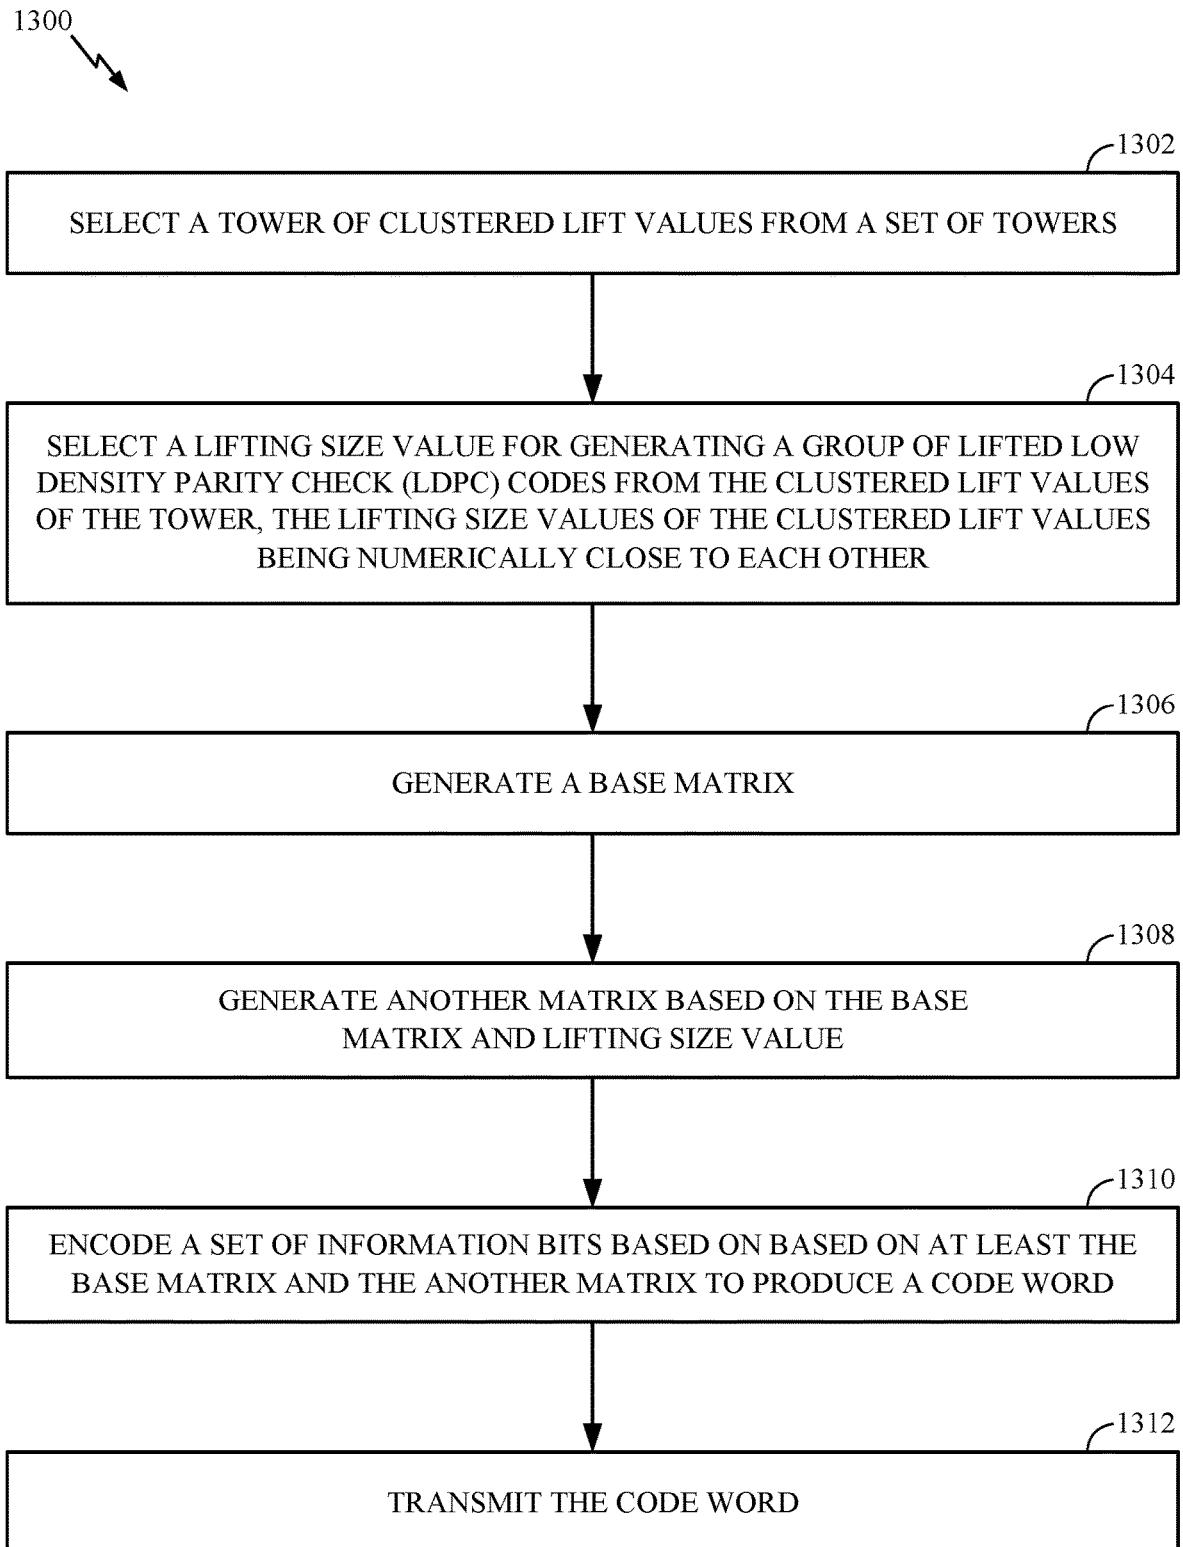 1300
1302
SELECT A TOWER OF CLUSTERED LIFT VALUES FROM A SET OF TOWERS
1304
SELECT A LIFTING SIZE VALUE FOR GENERATING A GROUP OF LIFTED LOW
DENSITY PARITY CHECK (LDPC) CODES FROM THE CLUSTERED LIFT VALUES
OF THE TOWER, THE LIFTING SIZE VALUES OF THE CLUSTERED LIFT VALUES
BEING NUMERICALLY CLOSE TO EACH OTHER
1306
GENERATE A BASE MATRIX
1308
GENERATE ANOTHER MATRIX BASED ON THE BASE
MATRIX AND LIFTING SIZE VALUE
1310
ENCODE A SET OF INFORMATION BITS BASED ON BASED ON AT LEAST THE
BASE MATRIX AND THE ANOTHER MATRIX TO PRODUCE A CODE WORD
1312
TRANSMIT THE CODE WORD